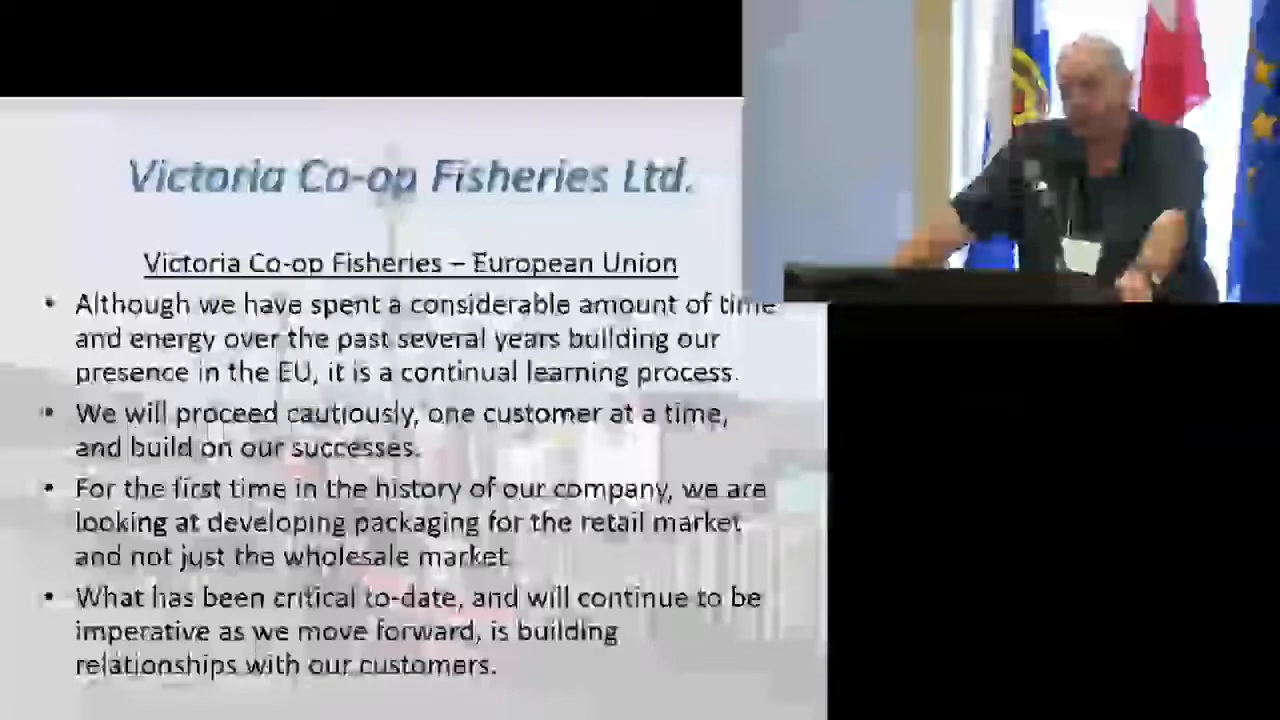 Victoria Co-op Fisheries Ltd.
Victoria Co-op Fisheries – European Union
• Although we have spent a considerable amount of time
and energy over the past several years building our
presence in the EU, it is a continual learning process.
• We will proceed cautiously, one customer at a time,
and build on our successes.
• For the first time in the history of our company, we are
looking at developing packaging for the retail market
and not just the wholesale market.
• What has been critical to-date, and will continue to be
imperative as we move forward, is building
relationships with our customers.